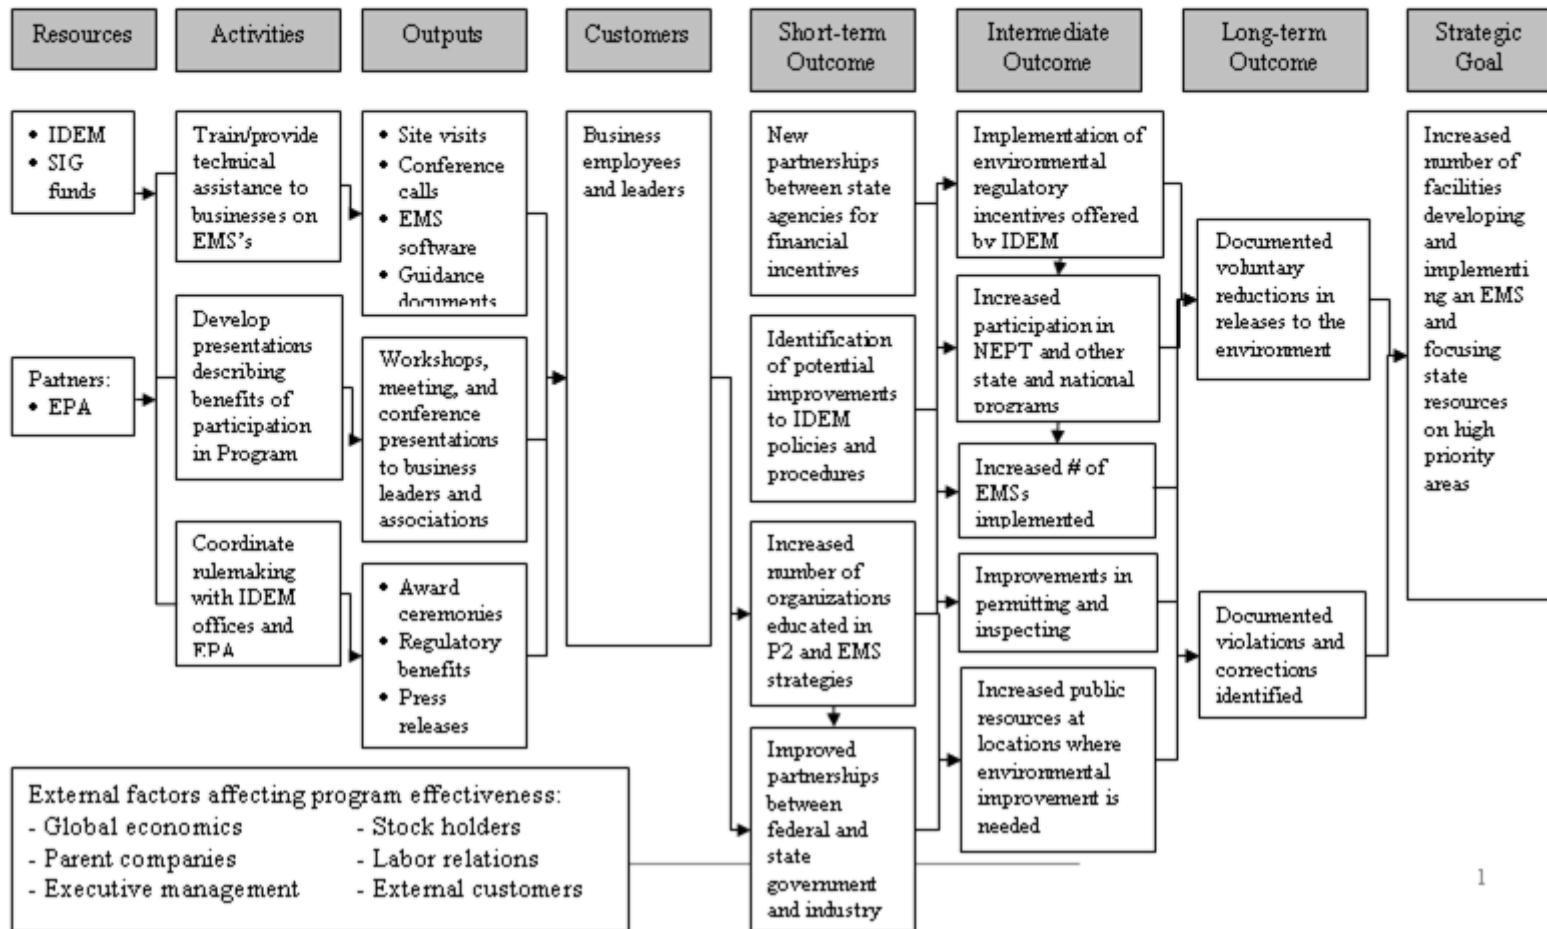 Resources
Activities
Outputs
Customers
Short-term
Outcome
Intermediate
Outcome
Long-term
Outcome
Strategic
Goal
• IDEM
• SIG
funds
Partners:
• EPA
Train/provide
technical
assistance to
businesses on
EMS's
Develop
presentations
describing
benefits of
participation
in Program
Coordinate
rulemaking
with IDEM
offices and
EPA
• Site visits
• Conference
calls
• EMS
software
• Guidance
documents
Workshops,
meeting, and
conference
presentations
to business
leaders and
associations
• Award
ceremonies
• Regulatory
benefits
• Press
releases
Business
employees
and leaders
New
partnerships
between state
agencies for
financial
incentives
Identification of
potential
improvements
to IDEM
policies and
procedures
Increased
number of
organizations
educated in
P2 and EMS
strategies
Improved
partnerships
between
federal and
state
government
and industry
Implementation of
environmental
regulatory
incentives offered
by IDEM
Increased
participation in
NEPT and other
state and national
programs
Increased # of
EMSs
implemented
Improvements in
permitting and
inspecting
Increased public
resources at
locations where
environmental
improvement is
needed
Documented
voluntary
reductions in
releases to the
environment
Documented
violations and
corrections
identified
Increased
number of
facilities
developing
and
implementi
ng an EMS
and
focusing
state
resources
on high
priority
areas
External factors affecting program effectiveness:
- Global economics - Stock holders
- Parent companies - Labor relations
- Executive management - External customers
1